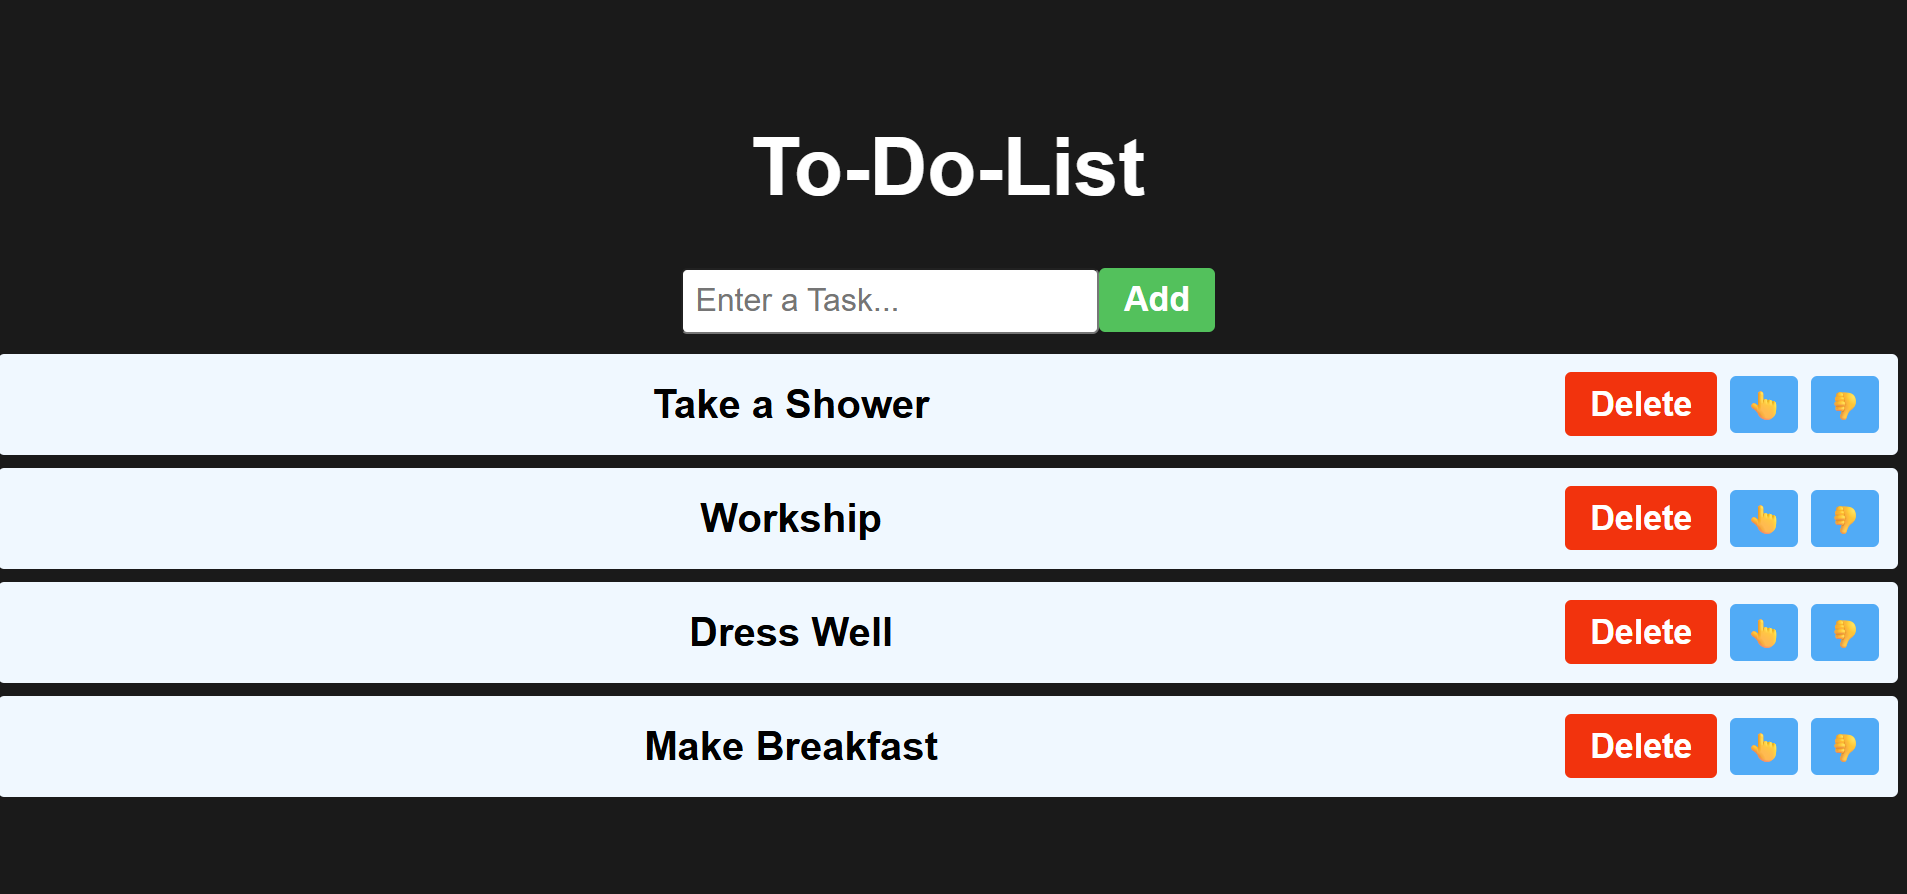 To-Do-List
Enter a Task... Add
Take a Shower Delete 👆 👎
Workship Delete 👆 👎
Dress Well Delete 👆 👎
Make Breakfast Delete 👆 👎